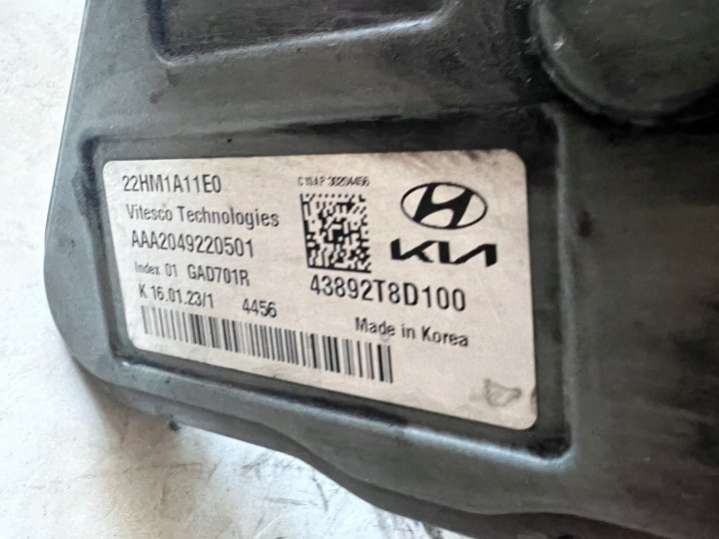 22HM1A11E0
Vitesco Technologies
AAA2049220501
Index 01 GAD701R
K 16.01.23/1 4456
KIA
43892T8D100
Made in Korea